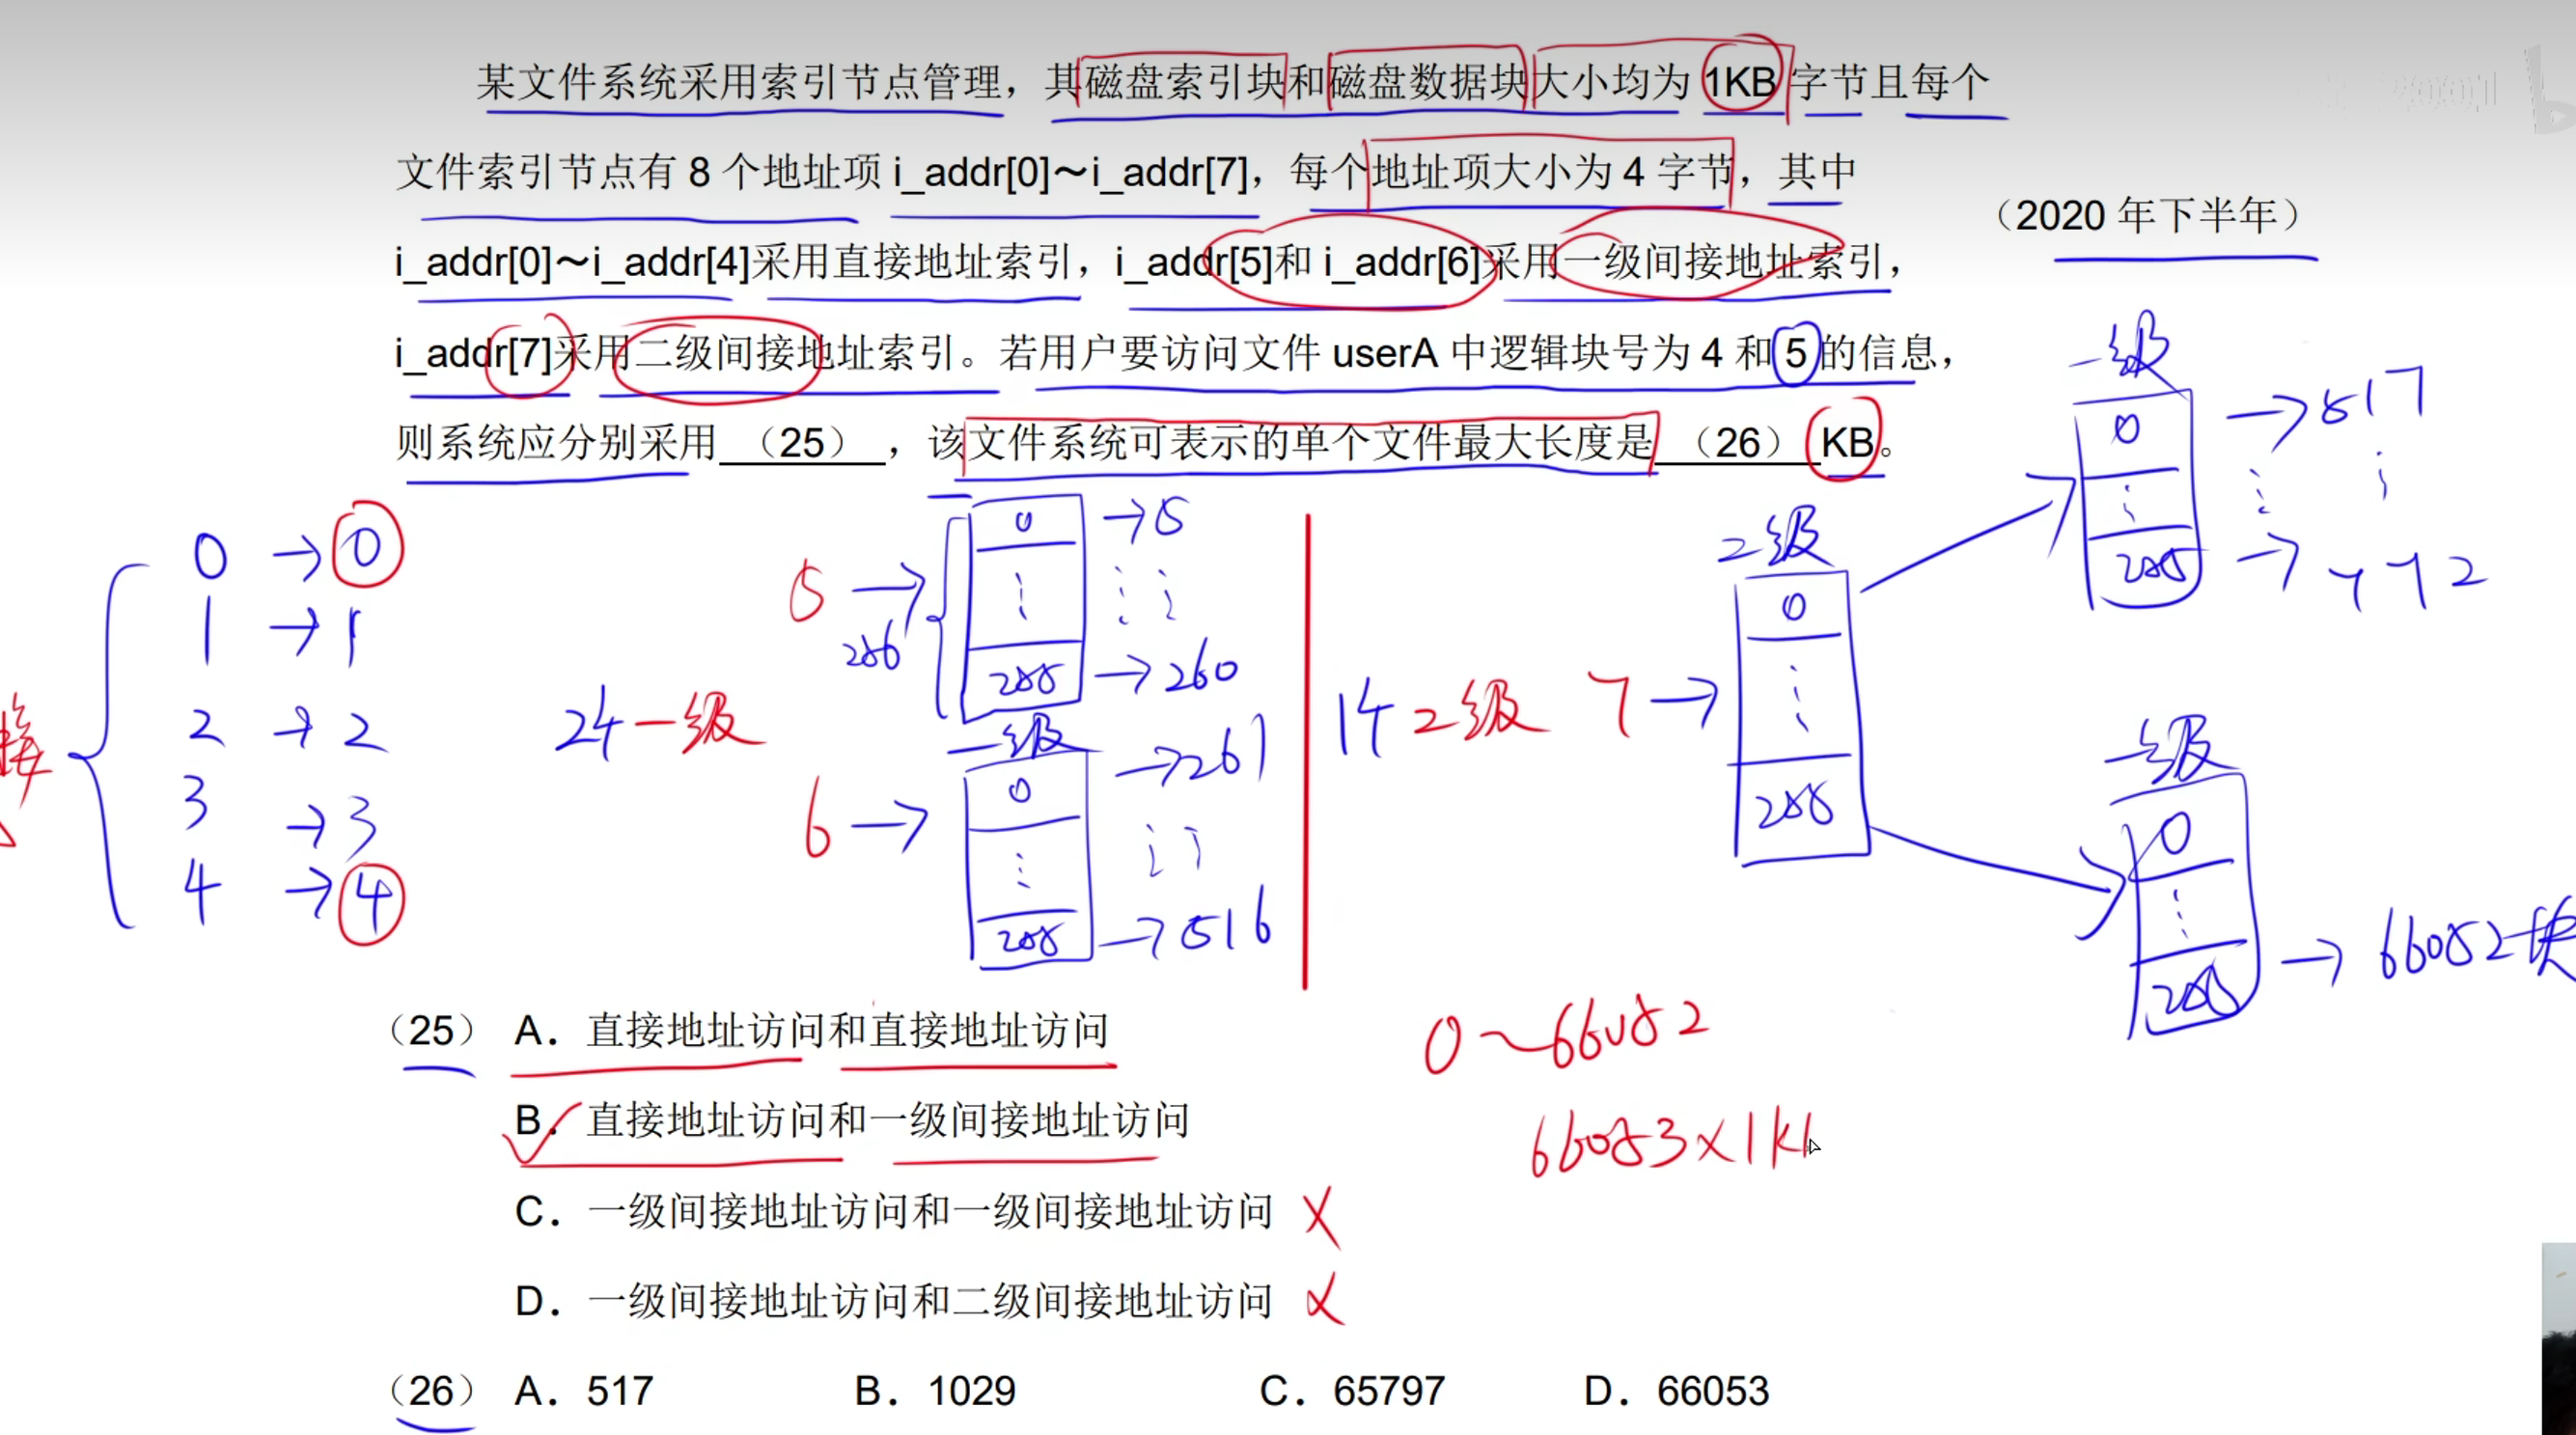 某文件系统采用索引节点管理，其磁盘索引块和磁盘数据块大小均为 1KB 字节且每个
文件索引节点有 8 个地址项 i_addr[0]～i_addr[7]，每个地址项大小为 4 字节，其中
（2020 年下半年）
i_addr[0]～i_addr[4]采用直接地址索引，i_addr[5]和 i_addr[6]采用一级间接地址索引，
i_addr[7]采用二级间接地址索引。若用户要访问文件 userA 中逻辑块号为 4 和 5 的信息，
则系统应分别采用 （25） ，该文件系统可表示的单个文件最大长度是 （26） KB。
一级
0 →517
255 →772
2级
0
255
一级
0
255 →66052块
0 →0
1 →1
2 →2
3 →3
4 →4
接
24一级
5→
256
0 →5
255 →260
一级
6→
0 →261
255 →516
14 2级 7→
0～66052
66053×1k
（25） A．直接地址访问和直接地址访问
B．直接地址访问和一级间接地址访问
C．一级间接地址访问和一级间接地址访问
D．一级间接地址访问和二级间接地址访问
（26） A．517 B．1029 C．65797 D．66053